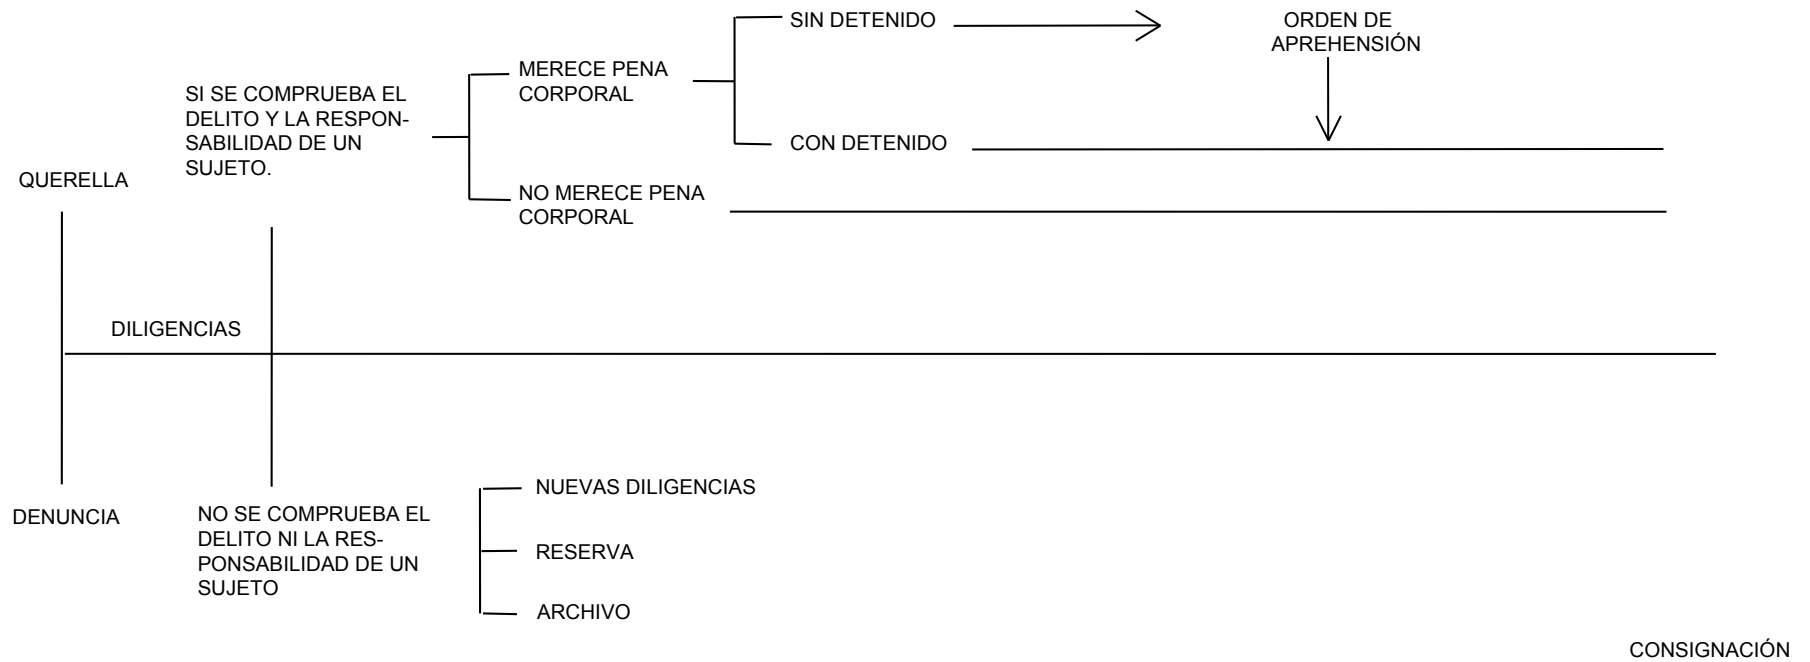 SIN DETENIDO
ORDEN DE
APREHENSIÓN
MERECE PENA
CORPORAL
SI SE COMPRUEBA EL
DELITO Y LA RESPON-
SABILIDAD DE UN
SUJETO.
CON DETENIDO
QUERELLA
NO MERECE PENA
CORPORAL
DILIGENCIAS
DENUNCIA
NO SE COMPRUEBA EL
DELITO NI LA RES-
PONSABILIDAD DE UN
SUJETO
NUEVAS DILIGENCIAS
RESERVA
ARCHIVO
CONSIGNACIÓN